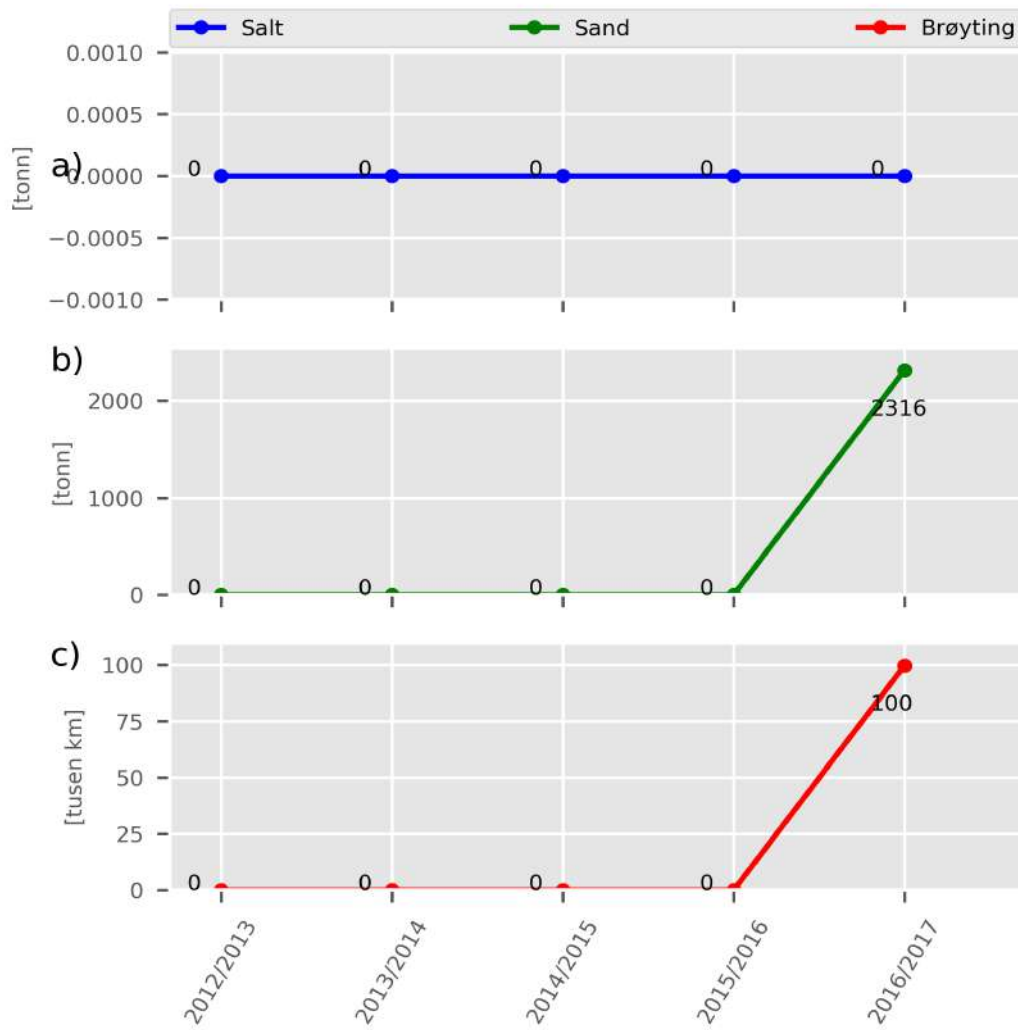 Salt Sand Brøyting
0.0010
0.0005
a) 0.0000
−0.0005
−0.0010
[tonn]
0 0 0 0 0
b)
2000
1000
0
[tonn]
0 0 0 0 2316
c)
100
75
50
25
0
[tusen km]
0 0 0 0 100
2012/2013 2013/2014 2014/2015 2015/2016 2016/2017